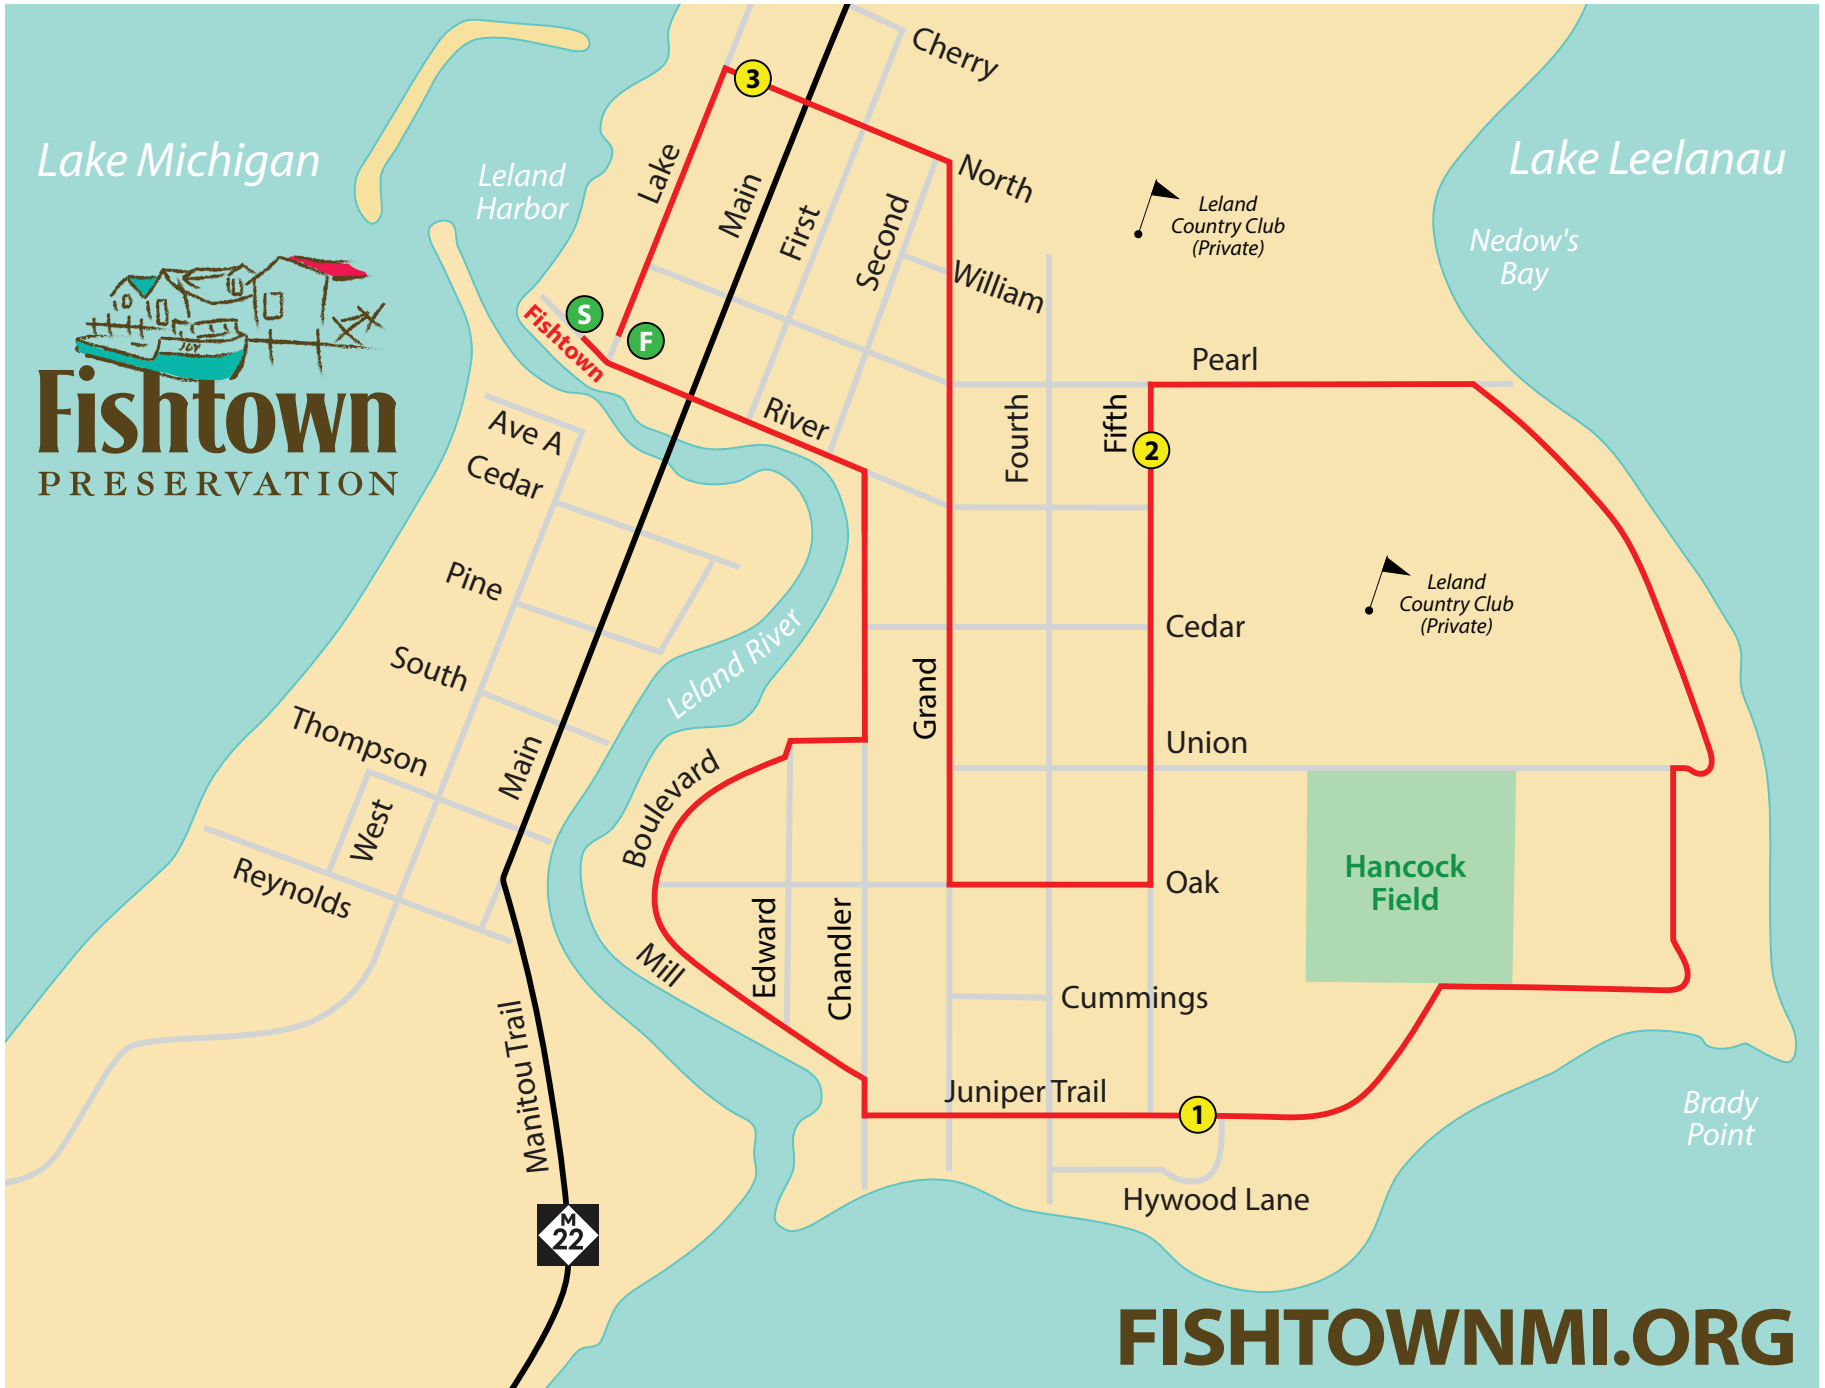 Cherry
3
Lake Michigan
Leland
Harbor
Lake
Main
First
Second
North
William
Leland
Country Club
(Private)
Lake Leelanau
Nedow's
Bay
S
F
Fishtown
JOY
Fishtown
PRESERVATION
River
Pearl
Fourth
Fifth
2
Ave A
Cedar
Pine
South
Thompson
West
Reynolds
Main
Leland River
Leland
Country Club
(Private)
Cedar
Grand
Union
Boulevard
Oak
Hancock
Field
Mill
Edward
Chandler
Cummings
Manitou Trail
Juniper Trail
1
Brady
Point
Hywood Lane
M
22
FISHTOWNMI.ORG